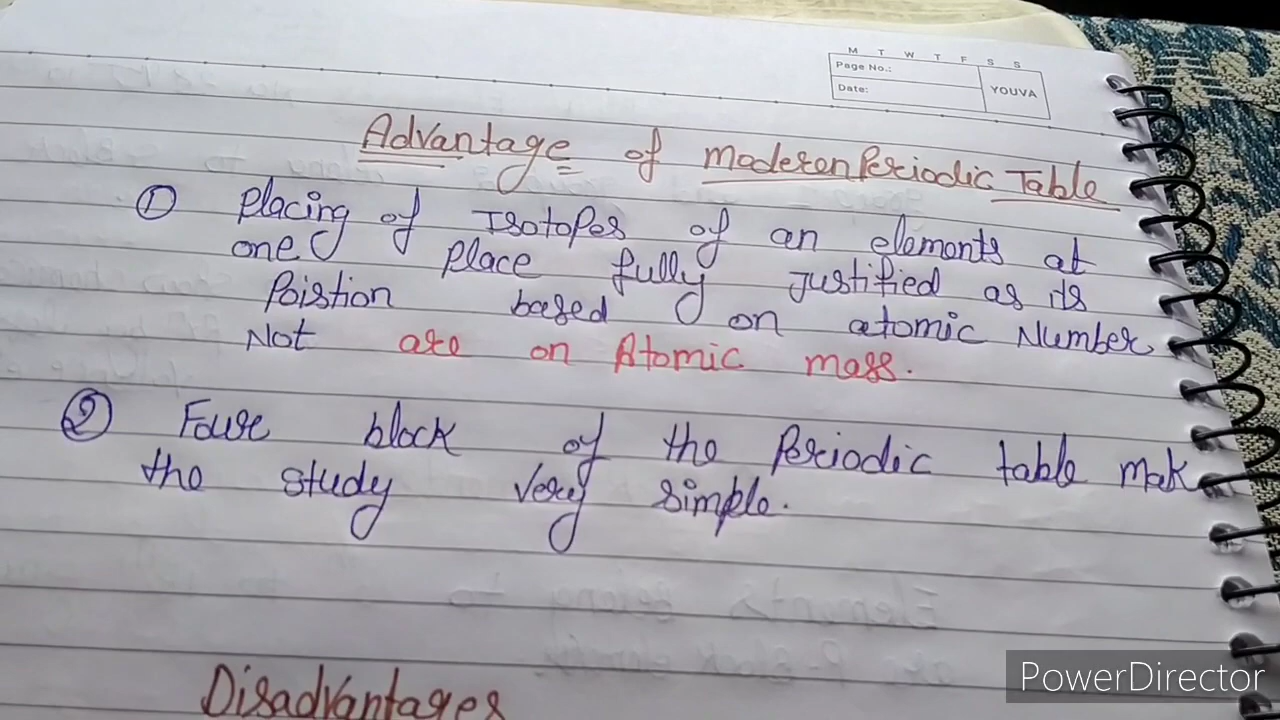 M T W T F S S
Page No.:
Date:
YOUVA
Advantage of moderen Periodic Table
① Placing of Isotopes of an elements at
one place fully Justified as its
Poistion based on atomic Number
Not are on Atomic mass.
② Four block of the Periodic table mak
the study very simple.
Disadvantages
PowerDirector